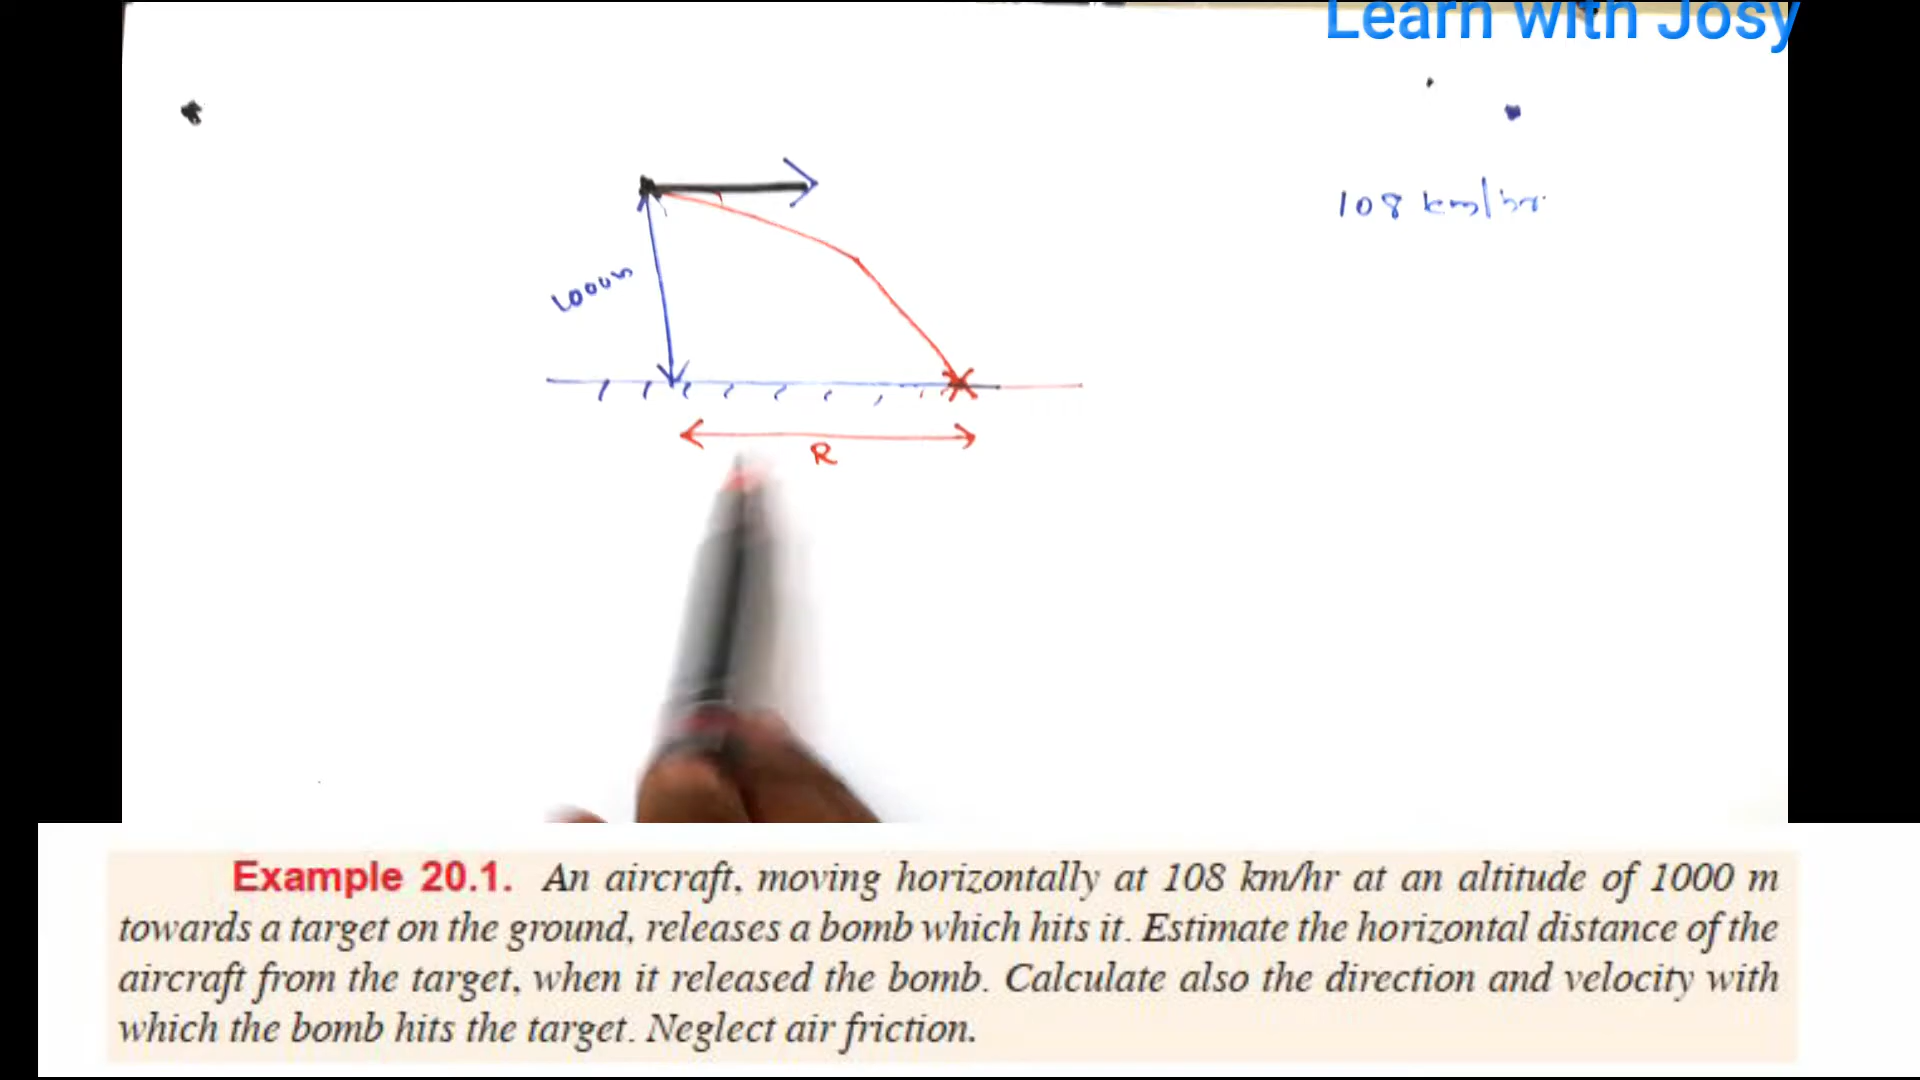 Learn with Josy
108 km/hr
1000m
R
Example 20.1. An aircraft, moving horizontally at 108 km/hr at an altitude of 1000 m
towards a target on the ground, releases a bomb which hits it. Estimate the horizontal distance of the
aircraft from the target, when it released the bomb. Calculate also the direction and velocity with
which the bomb hits the target. Neglect air friction.